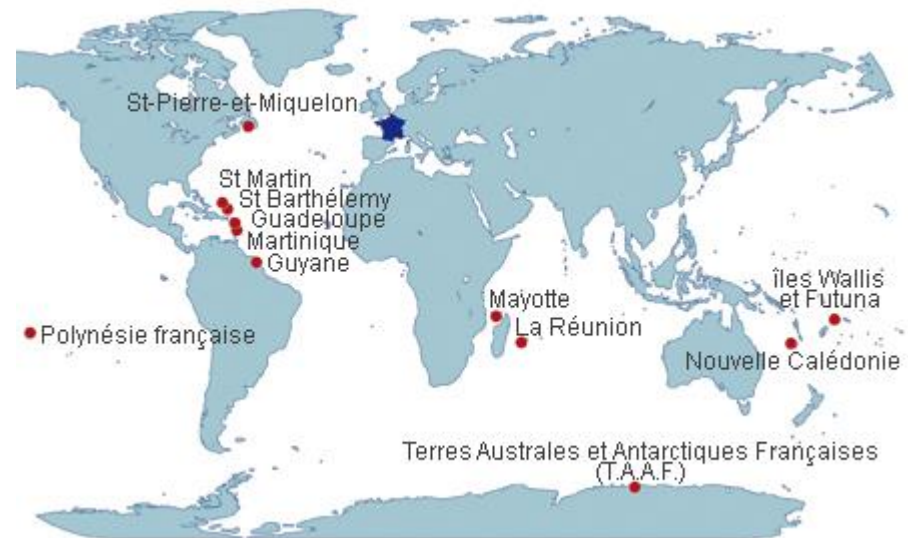 St-Pierre-et-Miquelon
St Martin
St Barthélemy
Guadeloupe
Martinique
Guyane
îles Wallis
et Futuna
Mayotte
La Réunion
Polynésie française
Nouvelle Calédonie
Terres Australes et Antarctiques Françaises
(T.A.A.F.)